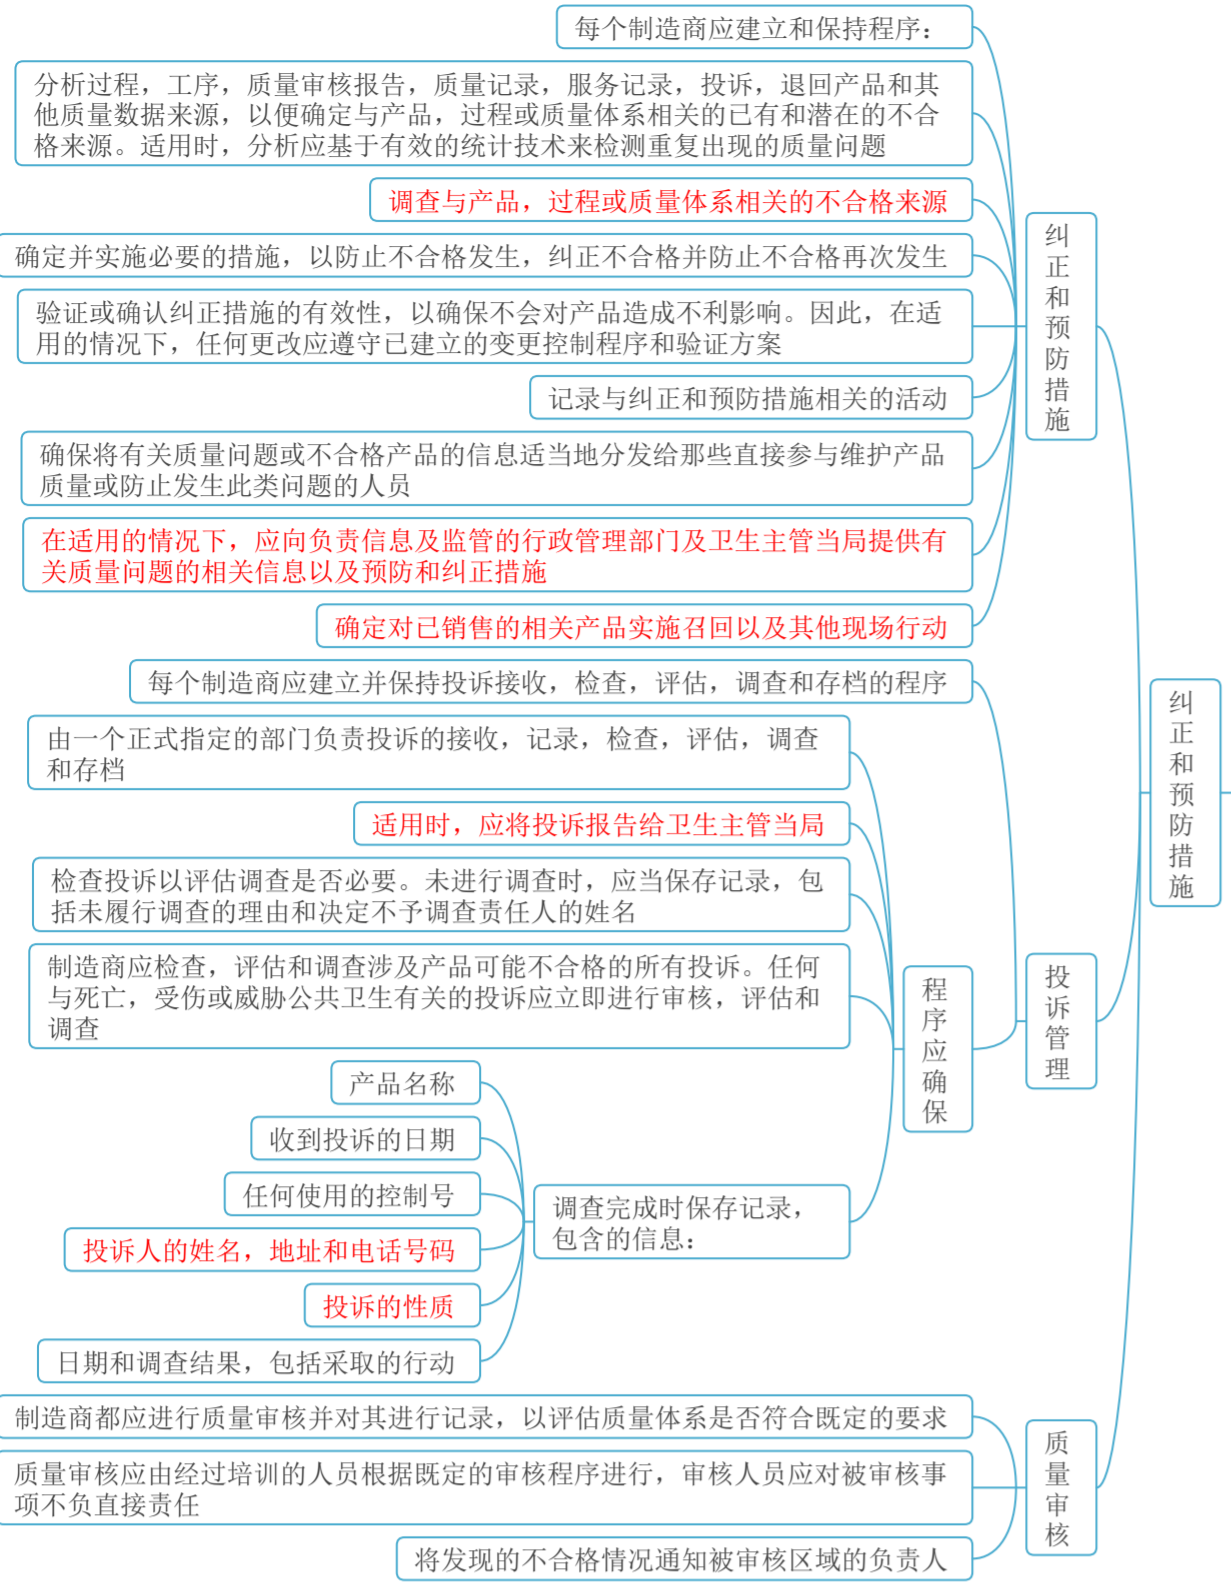 每个制造商应建立和保持程序：
分析过程，工序，质量审核报告，质量记录，服务记录，投诉，退回产品和其
他质量数据来源，以便确定与产品，过程或质量体系相关的已有和潜在的不合
格来源。适用时，分析应基于有效的统计技术来检测重复出现的质量问题
调查与产品，过程或质量体系相关的不合格来源
确定并实施必要的措施，以防止不合格发生，纠正不合格并防止不合格再次发生
验证或确认纠正措施的有效性，以确保不会对产品造成不利影响。因此，在适
用的情况下，任何更改应遵守已建立的变更控制程序和验证方案
记录与纠正和预防措施相关的活动
确保将有关质量问题或不合格产品的信息适当地分发给那些直接参与维护产品
质量或防止发生此类问题的人员
在适用的情况下，应向负责信息及监管的行政管理部门及卫生主管当局提供有
关质量问题的相关信息以及预防和纠正措施
确定对已销售的相关产品实施召回以及其他现场行动
纠正和预防措施
每个制造商应建立并保持投诉接收，检查，评估，调查和存档的程序
由一个正式指定的部门负责投诉的接收，记录，检查，评估，调查
和存档
适用时，应将投诉报告给卫生主管当局
检查投诉以评估调查是否必要。未进行调查时，应当保存记录，包
括未履行调查的理由和决定不予调查责任人的姓名
制造商应检查，评估和调查涉及产品可能不合格的所有投诉。任何
与死亡，受伤或威胁公共卫生有关的投诉应立即进行审核，评估和
调查
产品名称
收到投诉的日期
任何使用的控制号
投诉人的姓名，地址和电话号码
投诉的性质
日期和调查结果，包括采取的行动
调查完成时保存记录，
包含的信息：
程序应确保
投诉管理
制造商都应进行质量审核并对其进行记录，以评估质量体系是否符合既定的要求
质量审核应由经过培训的人员根据既定的审核程序进行，审核人员应对被审核事
项不负直接责任
将发现的不合格情况通知被审核区域的负责人
质量审核
纠正和预防措施